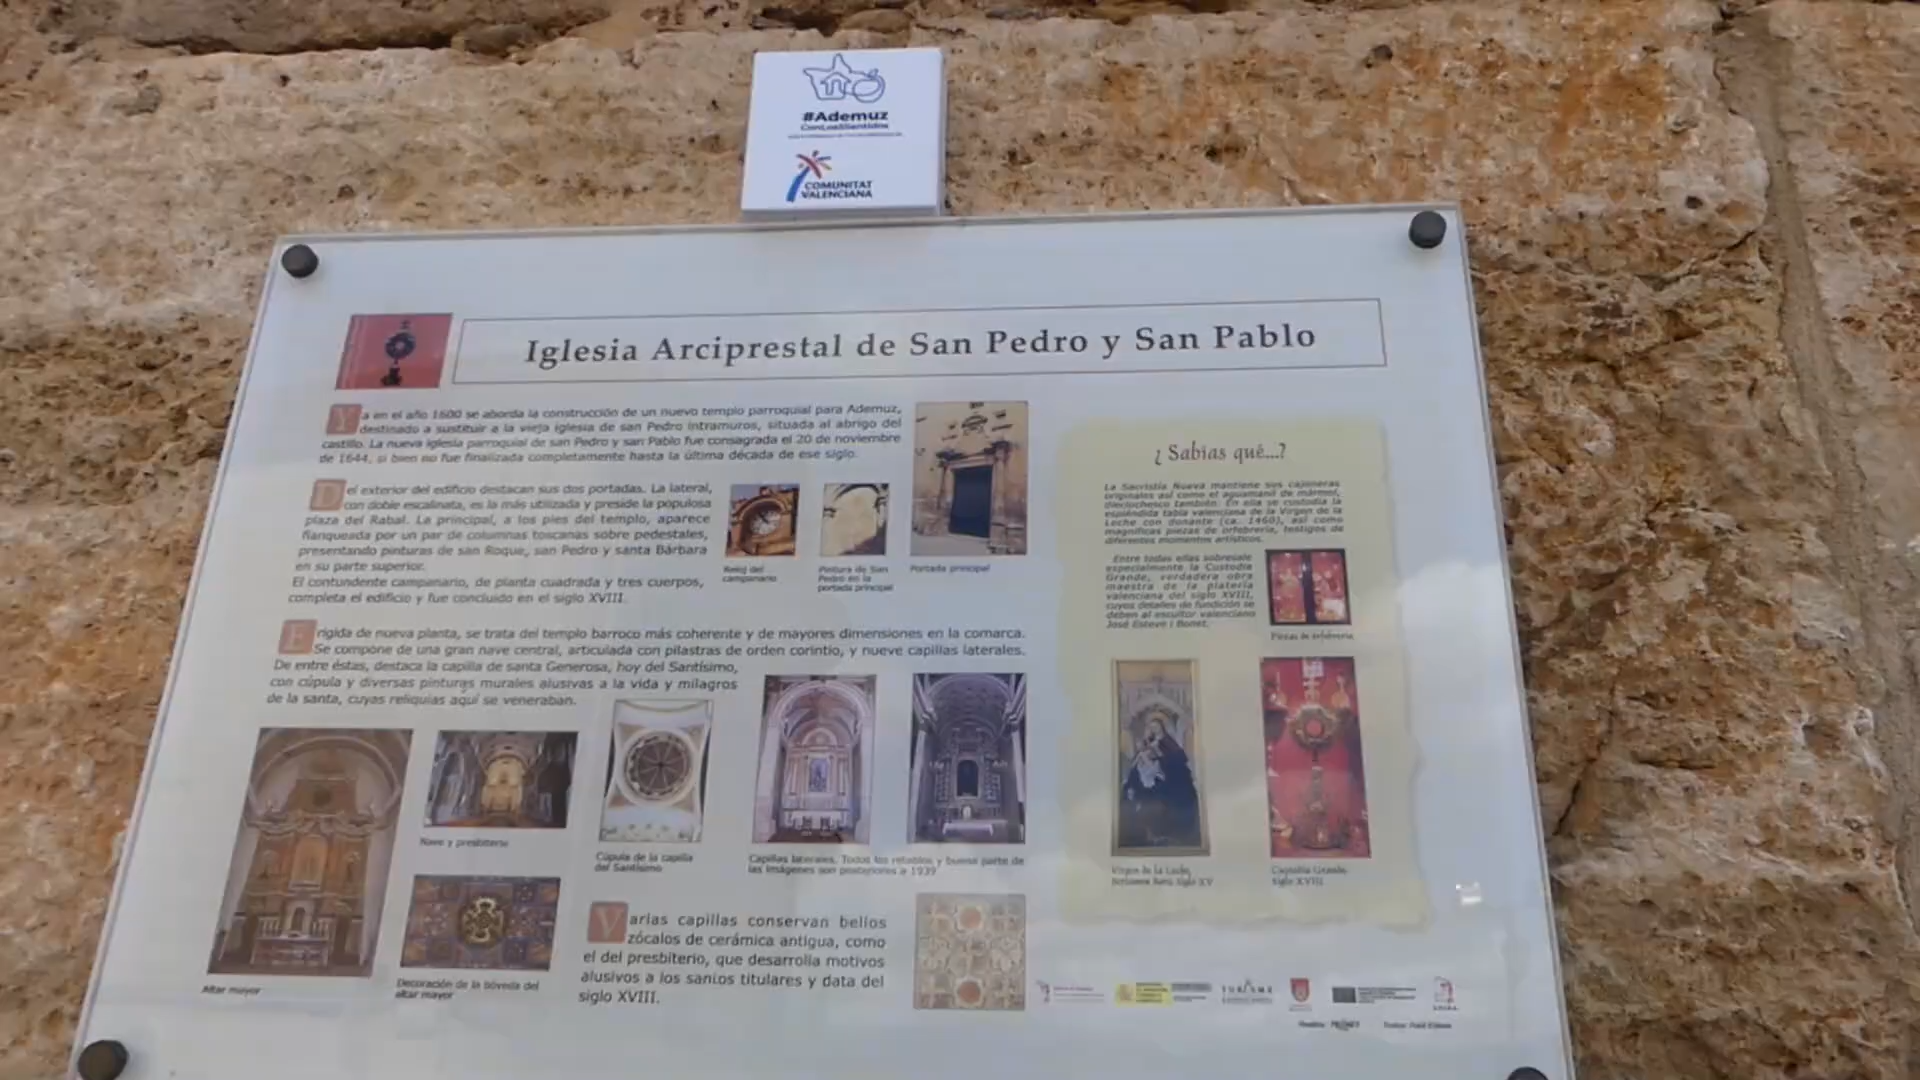 #Ademuz
COMUNITAT
VALENCIANA
Iglesia Arciprestal de San Pedro y San Pablo
Ya en el año 1600 se aborda la construcción de un nuevo templo parroquial para Ademuz,
destinado a sustituir a la vieja iglesia de san Pedro intramuros, situada al abrigo del
castillo. La nueva iglesia parroquial de san Pedro y san Pablo fue consagrada el 20 de noviembre
de 1644, si bien no fue finalizada completamente hasta la última década de ese siglo.
Del exterior del edificio destacan sus dos portadas. La lateral,
con doble escalinata, es la más utilizada y preside la populosa
plaza del Rabal. La principal, a los pies del templo, aparece
flanqueada por un par de columnas toscanas sobre pedestales,
presentando pinturas de san Roque, san Pedro y santa Bárbara
en su parte superior.
El contundente campanario, de planta cuadrada y tres cuerpos,
completa el edificio y fue concluido en el siglo XVIII.
Reloj del
campanario
Pintura de San
Pedro en la
portada principal
Portada principal
Erigida de nueva planta, se trata del templo barroco más coherente y de mayores dimensiones en la comarca.
Se compone de una gran nave central, articulada con pilastras de orden corintio, y nueve capillas laterales.
De entre éstas, destaca la capilla de santa Generosa, hoy del Santísimo,
con cúpula y diversas pinturas murales alusivas a la vida y milagros
de la santa, cuyas reliquias aquí se veneraban.
Altar mayor
Nave y presbiterio
Decoración de la bóveda del
altar mayor
Cúpula de la capilla
del Santísimo
Capillas laterales. Todos los retablos y buena parte de
las imágenes son posteriores a 1939
Varias capillas conservan bellos
zócalos de cerámica antigua, como
el del presbiterio, que desarrolla motivos
alusivos a los santos titulares y data del
siglo XVIII.
¿Sabías qué...?
La Sacristía Nueva mantiene sus cajoneras
originales así como el aguamanil de mármol,
dieciochesco también. En ella se custodia la
espléndida tabla valenciana de la Virgen de la
Leche con donante (ca. 1460), así como
magníficas piezas de orfebrería, testigos de
diferentes momentos artísticos.
Entre todas ellas sobresale
especialmente la Custodia
Grande, verdadera obra
maestra de la platería
valenciana del siglo XVIII,
cuyos detalles de fundición se
deben al escultor valenciano
José Esteve i Bonet.
Piezas de orfebrería
Virgen de la Leche,
siglo XV
Custodia Grande
Siglo XVIII